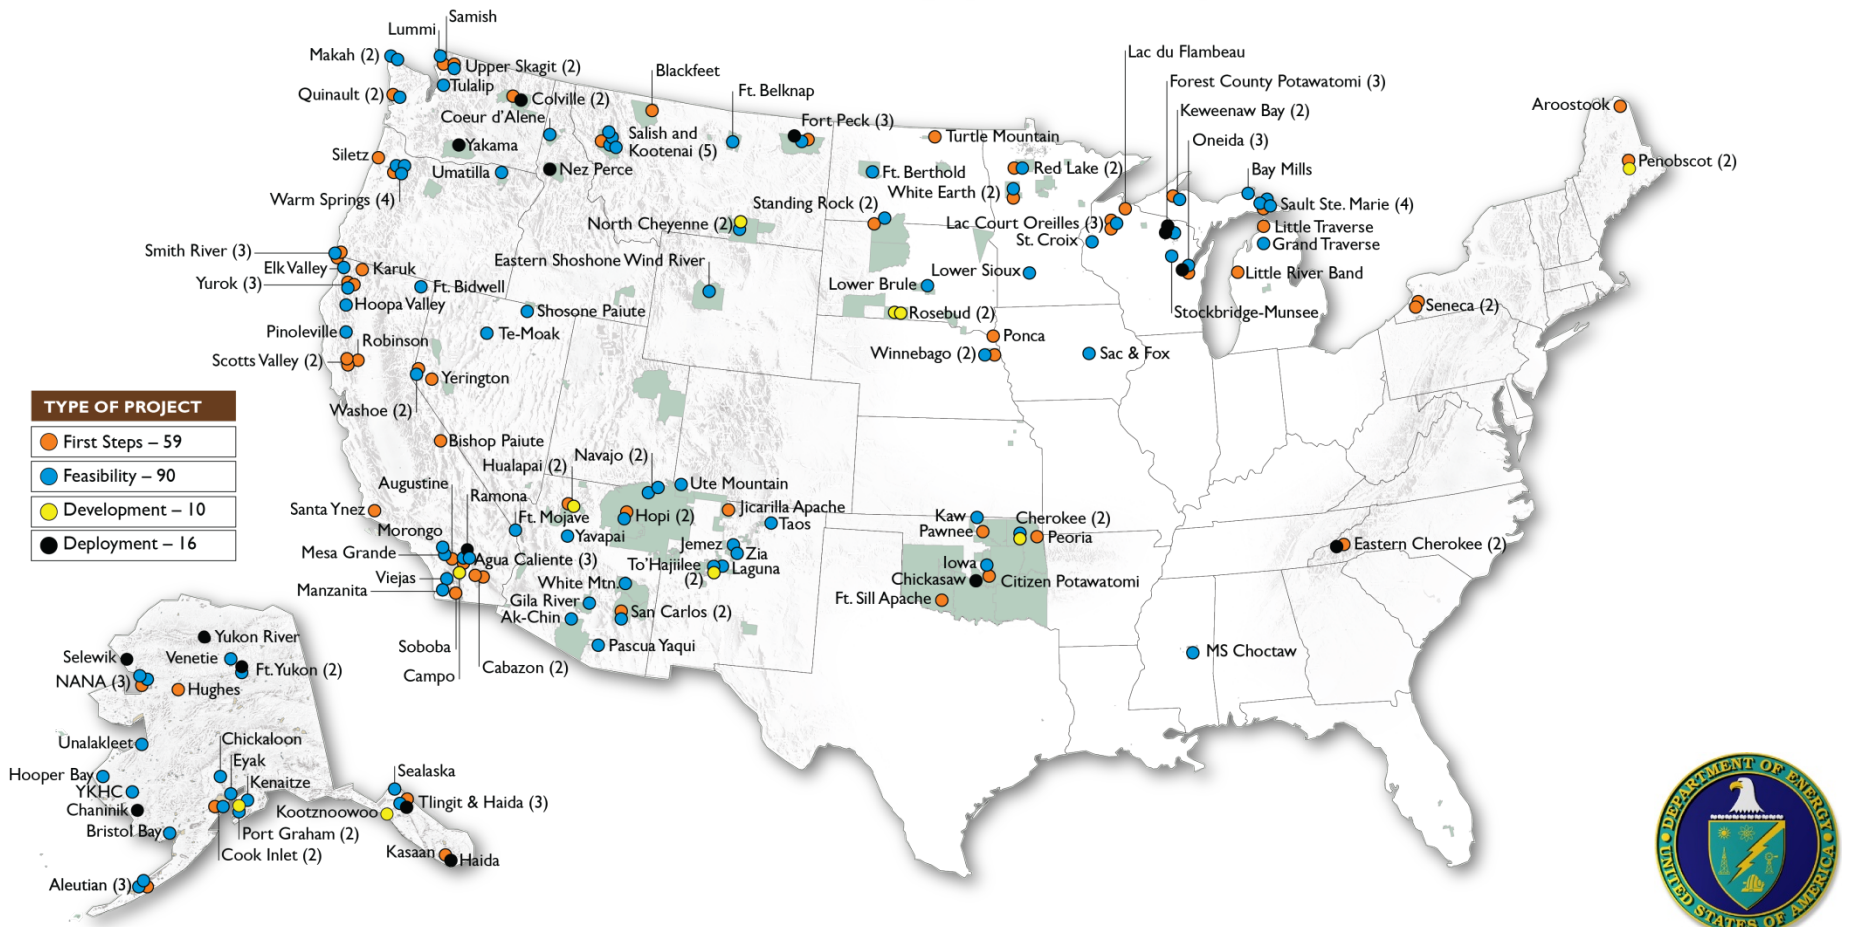 Samish
Lummi
Makah (2)
Upper Skagit (2)
Tulalip
Quinault (2)
Colville (2)
Coeur d'Alene
Yakama
Siletz
Umatilla
Nez Perce
Warm Springs (4)
Blackfeet
Ft. Belknap
Salish and
Kootenai (5)
Fort Peck (3)
Turtle Mountain
Ft. Berthold
Red Lake (2)
White Earth (2)
Standing Rock (2)
North Cheyenne (2)
Lac du Flambeau
Forest County Potawatomi (3)
Keweenaw Bay (2)
Oneida (3)
Bay Mills
Sault Ste. Marie (4)
Lac Court Oreilles (3)
St. Croix
Little Traverse
Grand Traverse
Little River Band
Stockbridge-Munsee
Aroostook
Penobscot (2)
Seneca (2)
Smith River (3)
Elk Valley
Karuk
Yurok (3)
Ft. Bidwell
Hoopa Valley
Eastern Shoshone Wind River
Shosone Paiute
Te-Moak
Pinoleville
Robinson
Scotts Valley (2)
Yerington
Washoe (2)
Lower Sioux
Lower Brule
Rosebud (2)
Ponca
Winnebago (2)
Sac & Fox
TYPE OF PROJECT
First Steps – 59
Feasibility – 90
Development – 10
Deployment – 16
Bishop Paiute
Hualapai (2)
Navajo (2)
Augustine
Ramona
Ute Mountain
Santa Ynez
Ft. Mojave
Hopi (2)
Jicarilla Apache
Taos
Morongo
Yavapai
Mesa Grande
Agua Caliente (3)
Jemez
Zia
To'Hajiilee
(2)
Laguna
Viejas
Manzanita
White Mtn.
Gila River
Ak-Chin
San Carlos (2)
Pascua Yaqui
Soboba
Campo
Cabazon (2)
Kaw
Cherokee (2)
Pawnee
Peoria
Iowa
Chickasaw
Citizen Potawatomi
Ft. Sill Apache
Eastern Cherokee (2)
MS Choctaw
Yukon River
Selewik
Venetie
Ft. Yukon (2)
NANA (3)
Hughes
Unalakleet
Chickaloon
Eyak
Hooper Bay
Kenaitze
YKHC
Chaninik
Bristol Bay
Port Graham (2)
Cook Inlet (2)
Aleutian (3)
Sealaska
Tlingit & Haida (3)
Kootznoowoo
Kasaan
Haida
DEPARTMENT OF ENERGY
UNITED STATES OF AMERICA